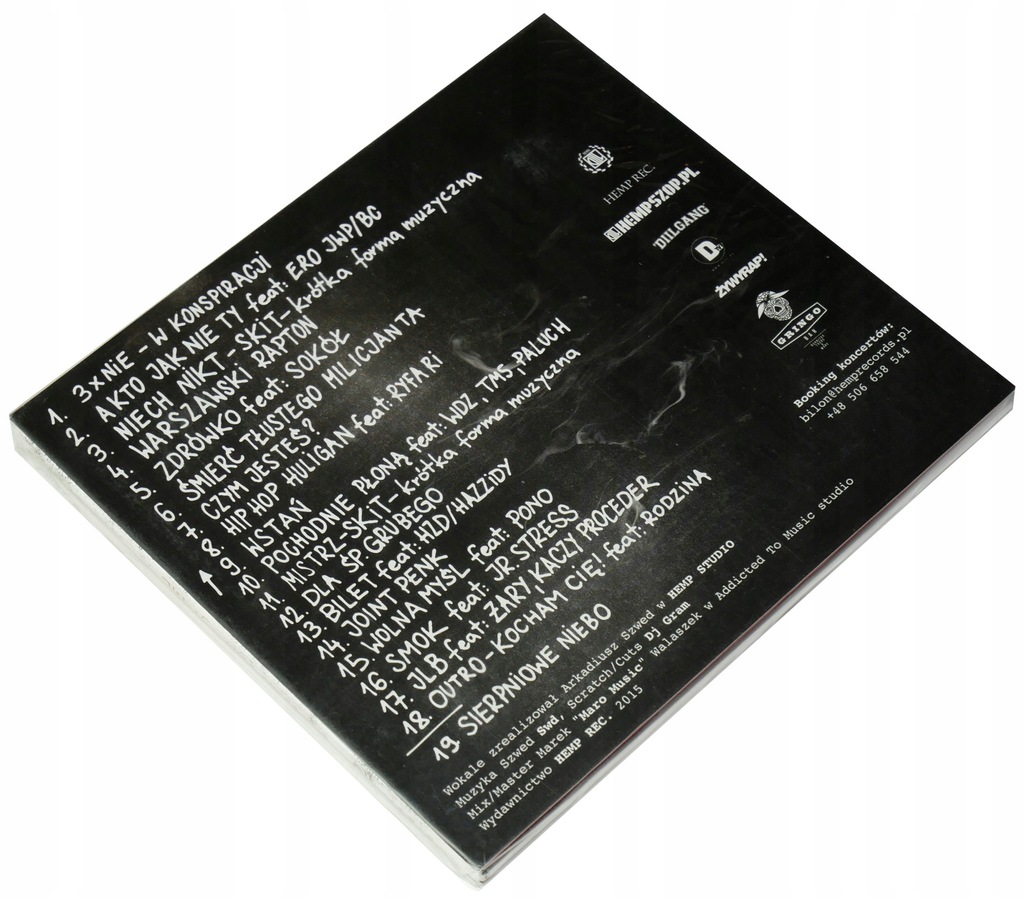 1. 3xNiE - W KONSPIRACJI
2. A KTO JAK NIE TY feat: ERO JWP/BC
3. NIECH NIKT - SKIT - krótka forma muzyczna
4. WARSZAWSKI RAPTON
5. ZDRÓWKO feat: SOKÓŁ
6. ŚMIERĆ TŁUSTEGO MILICJANTA
7. CZYM JESTEŚ?
8. HIP HOP HULIGAN feat: RYFA Ri
↑ 9. WSTAŃ
10. POCHODNIE PŁONĄ feat: WDZ, TMS, PALUCH
11. MISTRZ - SKIT - krótka forma muzyczna
12. DLA ŚP GRUBEGO
13. BILET feat: HZD/HAZZiDY
14. JOINT PENK
15. WOLNA MYŚL feat: PONO
16. SMOK feat: JR STRESS
17. JLB feat: ŻARY, KACZY PROCEDER
18. OUTRO - KOCHAM CIĘ! feat: RODZiNA
19. SIERPNIOWE NIEBO
Wokale zrealizował Arkadiusz Szwed w HEMP STUDIO
Muzyka Szwed Swd, Scratch/Cuts Dj Gram
Mix/Master Marek "Maro Music" Walaszek w Addicted To Music studio
Wydawnictwo HEMP REC. 2015
HEMP REC.
HEMPSZOP.PL
DIILGANG
D
ŻYWYRAP!
GRINGO
BAR
Booking koncertów:
bilon@hemprecords.pl
+48 506 658 544